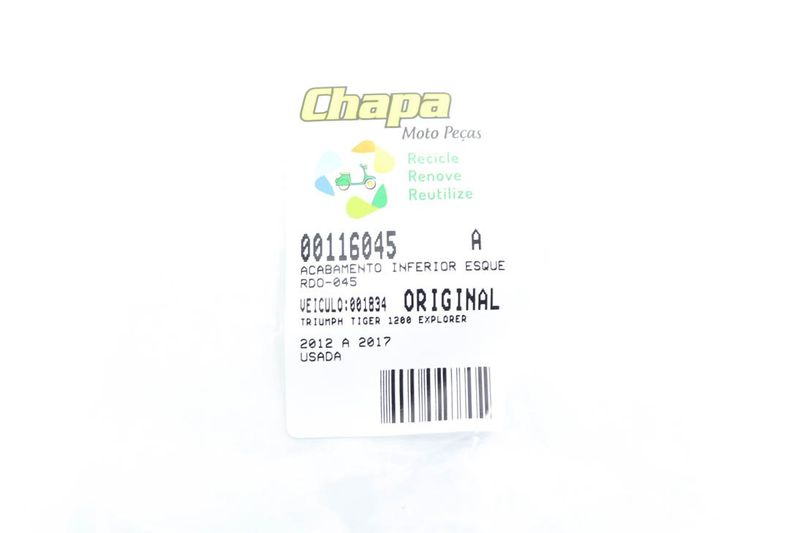 Chapa
Moto Peças
Recicle
Renove
Reutilize
00116045 A
ACABAMENTO INFERIOR ESQUE
RDO-045
VEICULO:001834 ORIGINAL
TRIUMPH TIGER 1200 EXPLORER
2012 A 2017
USADA